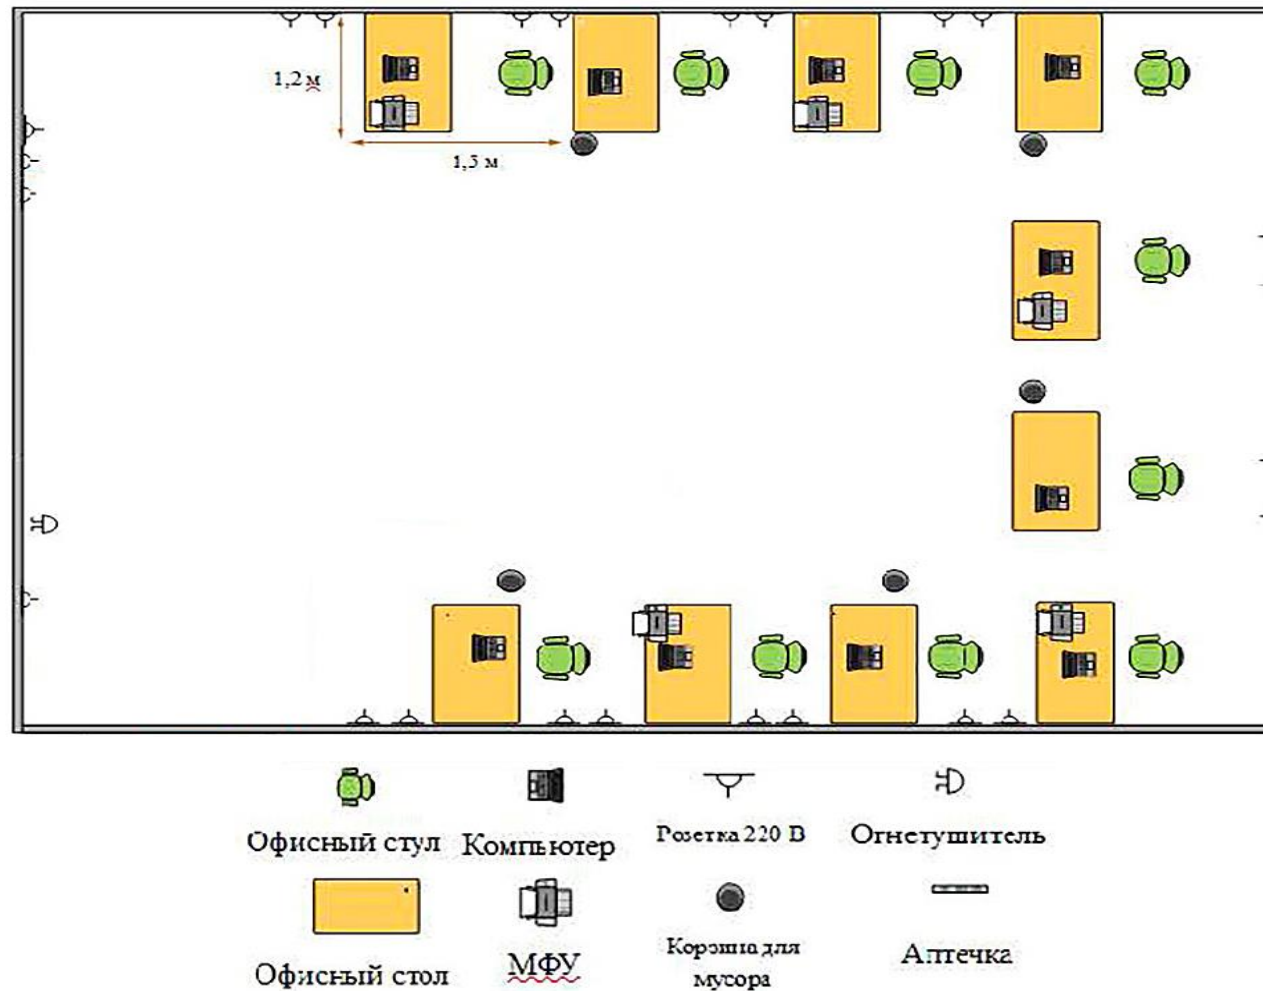 1,2 м
1,5 м
Офисный стул
Компьютер
Розетка 220 В
Огнетушитель
Офисный стол
МФУ
Корзина для
мусора
Аптечка